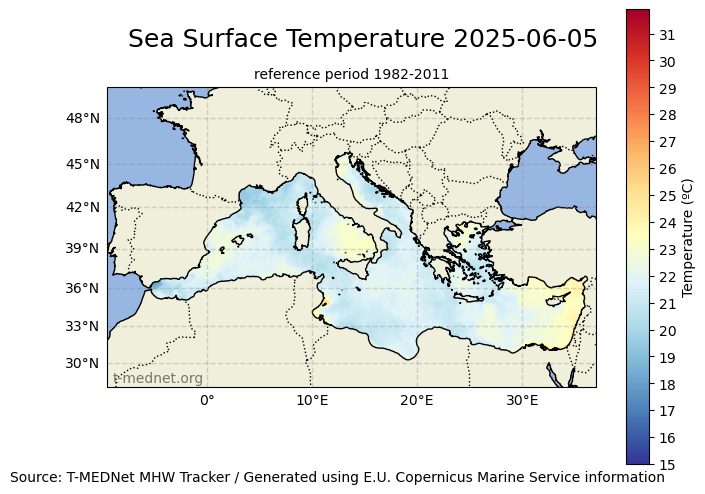 Sea Surface Temperature 2025-06-05
reference period 1982-2011
48°N
45°N
42°N
39°N
36°N
33°N
30°N
0°
10°E
20°E
30°E
t-mednet.org
31
30
29
28
27
26
25
24
23
22
21
20
19
18
17
16
15
Temperature (ºC)
Source: T-MEDNet MHW Tracker / Generated using E.U. Copernicus Marine Service information